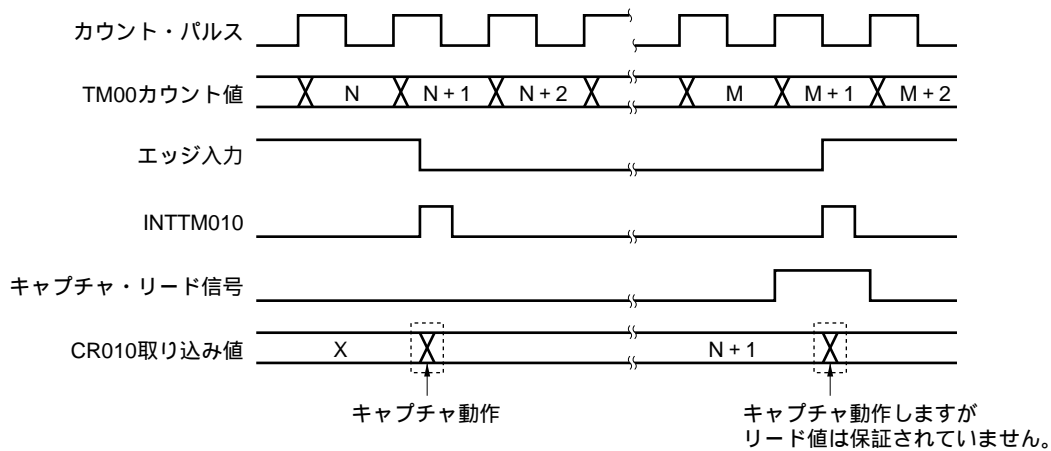 カウント・パルス
TM00カウント値 N N + 1 N + 2 M M + 1 M + 2
エッジ入力
INTTM010
キャプチャ・リード信号
CR010取り込み値 X N + 1
キャプチャ動作
キャプチャ動作しますが
リード値は保証されていません。